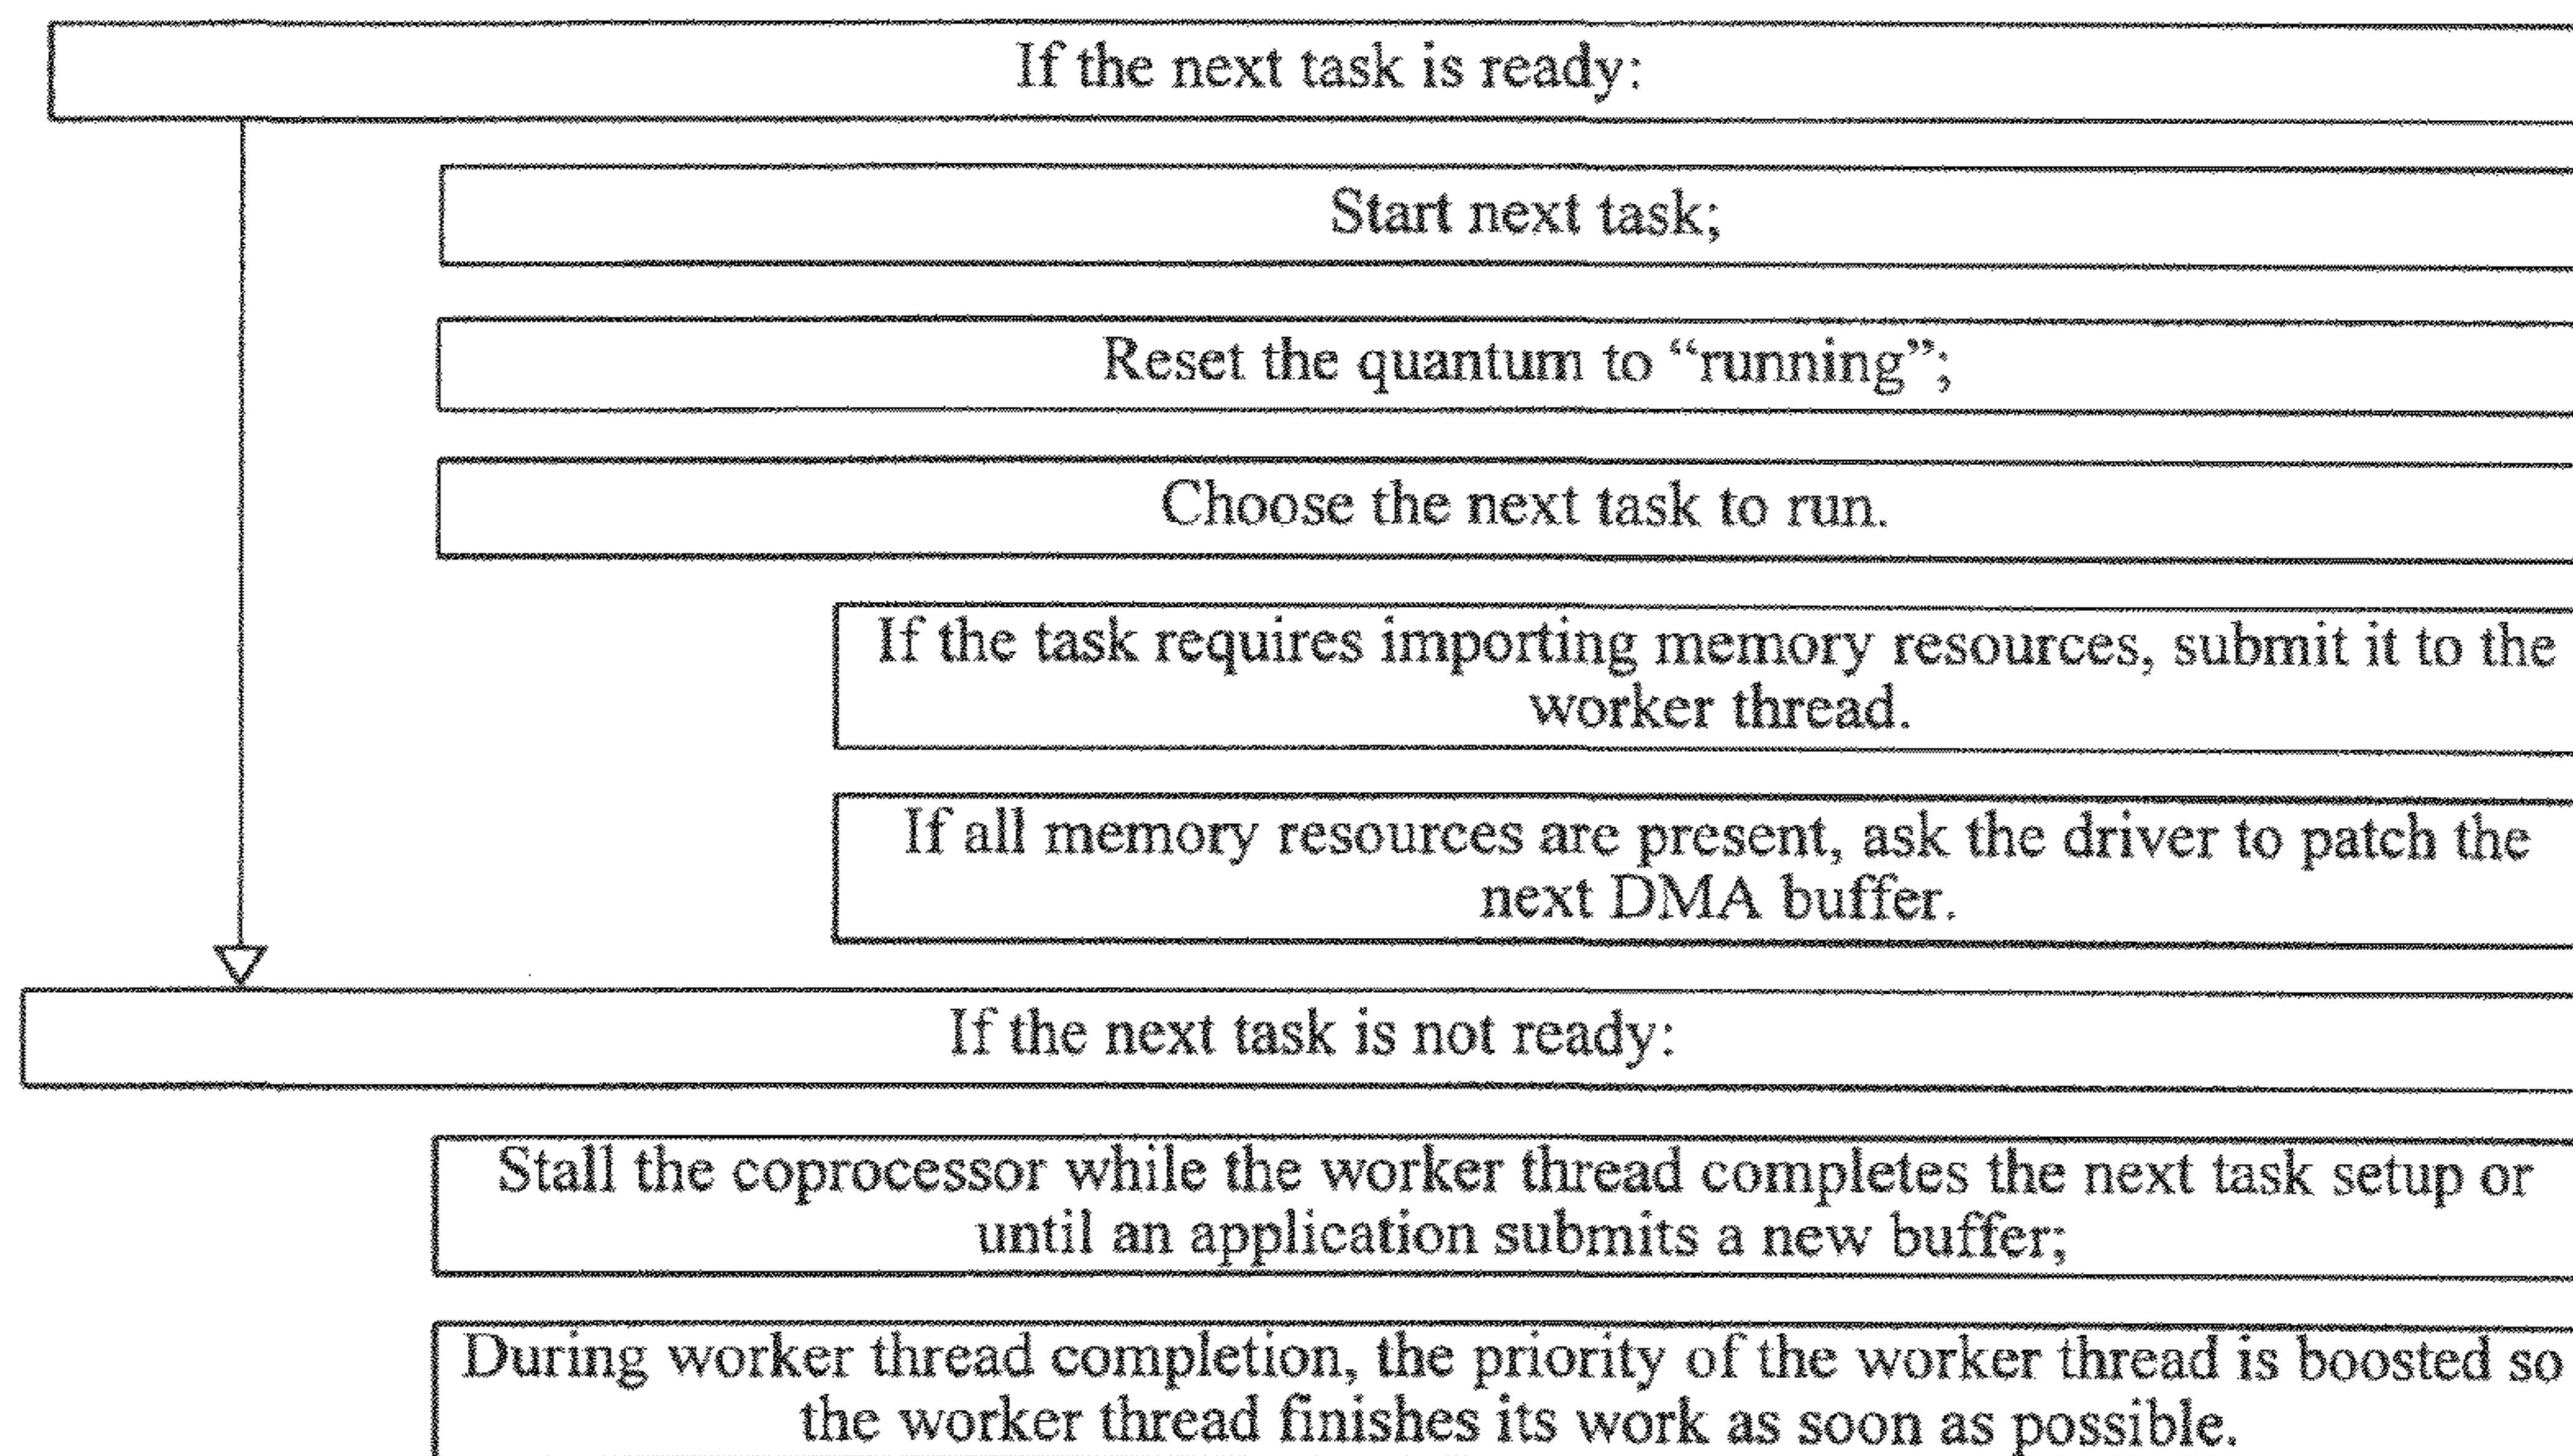 If the next task is ready:
Start next task;
Reset the quantum to “running”;
Choose the next task to run.
If the task requires importing memory resources, submit it to the
worker thread.
If all memory resources are present, ask the driver to patch the
next DMA buffer.
If the next task is not ready:
Stall the coprocessor while the worker thread completes the next task setup or
until an application submits a new buffer;
During worker thread completion, the priority of the worker thread is boosted so
the worker thread finishes its work as soon as possible.